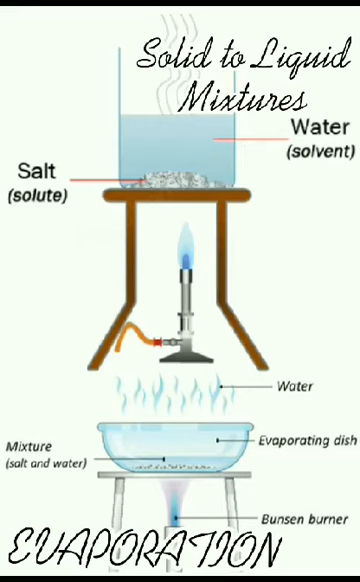 Solid to Liquid
Mixtures
Water
(solvent)
Salt
(solute)
Water
Evaporating dish
Mixture
(salt and water)
Bunsen burner
EVAPORATION